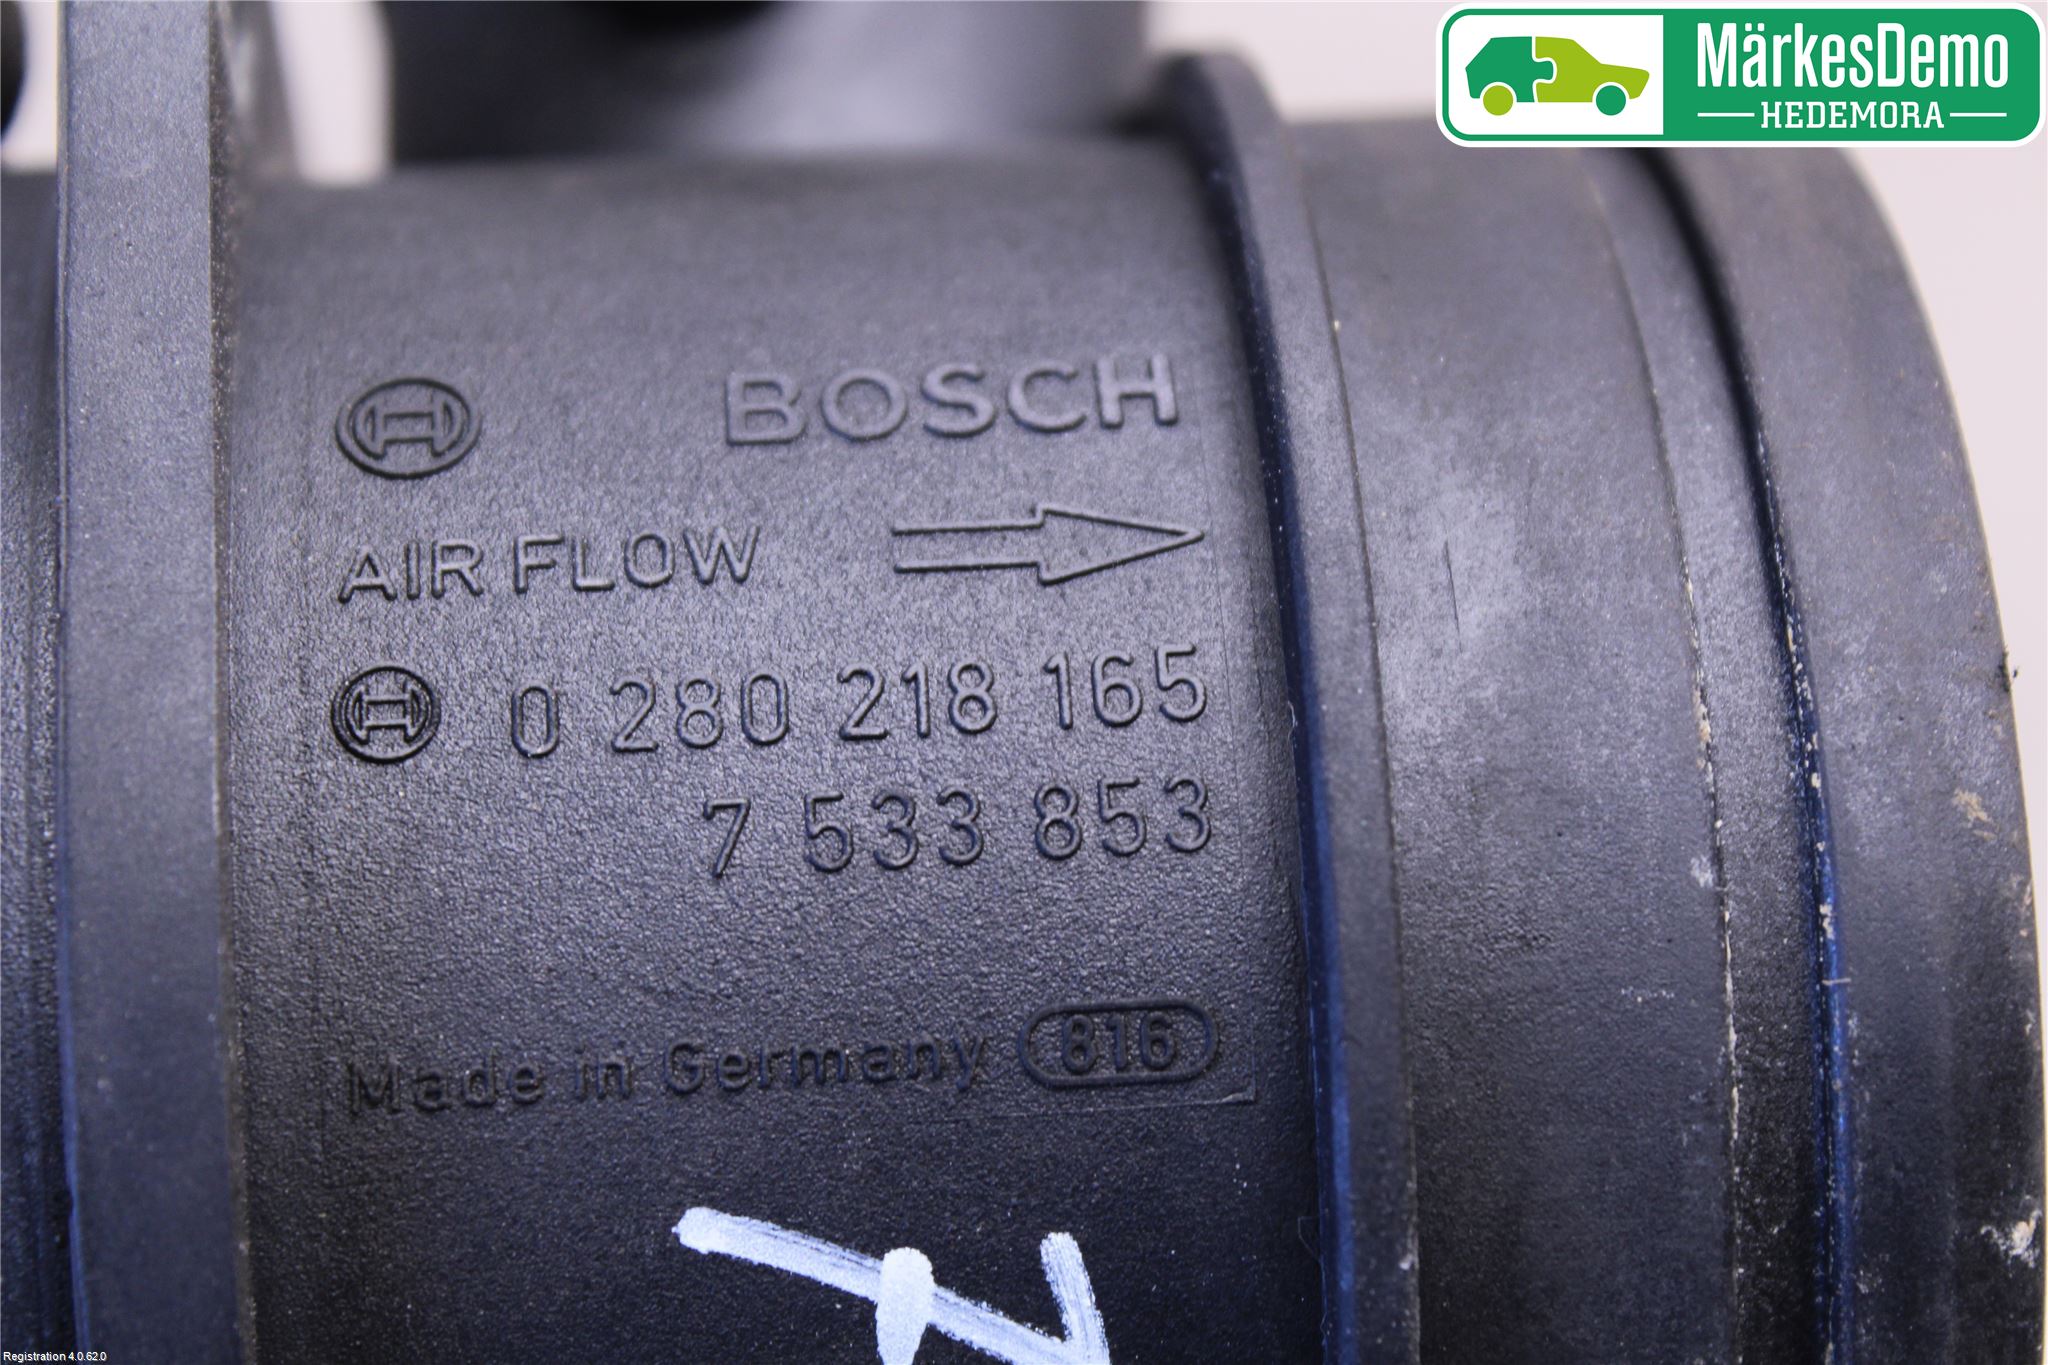 MärkesDemo
HEDEMORA
BOSCH
AIR FLOW
0 280 218 165
7 533 853
Made in Germany 816
Registration 4.0.62.0